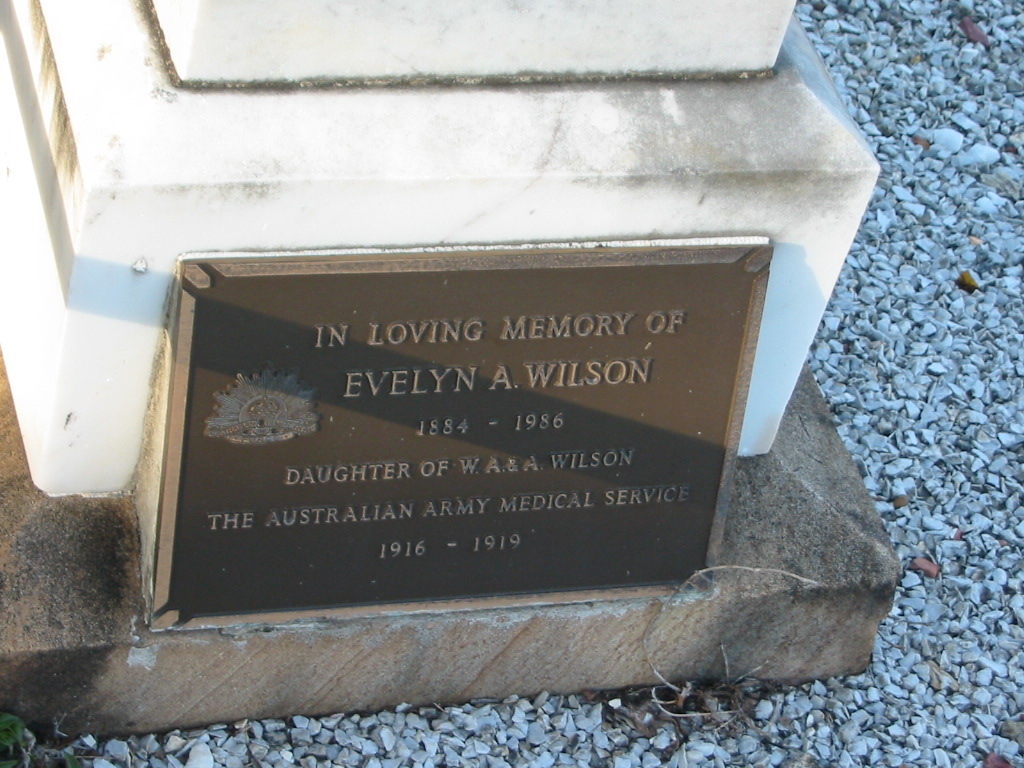 IN LOVING MEMORY OF
EVELYN A. WILSON
1884 - 1986
DAUGHTER OF W.A.& A. WILSON
THE AUSTRALIAN ARMY MEDICAL SERVICE
1916 - 1919